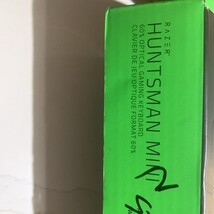 RAZER
HUNTSMAN MINI
60% OPTICAL GAMING KEYBOARD
CLAVIER DE JEU OPTIQUE FORMAT 60%